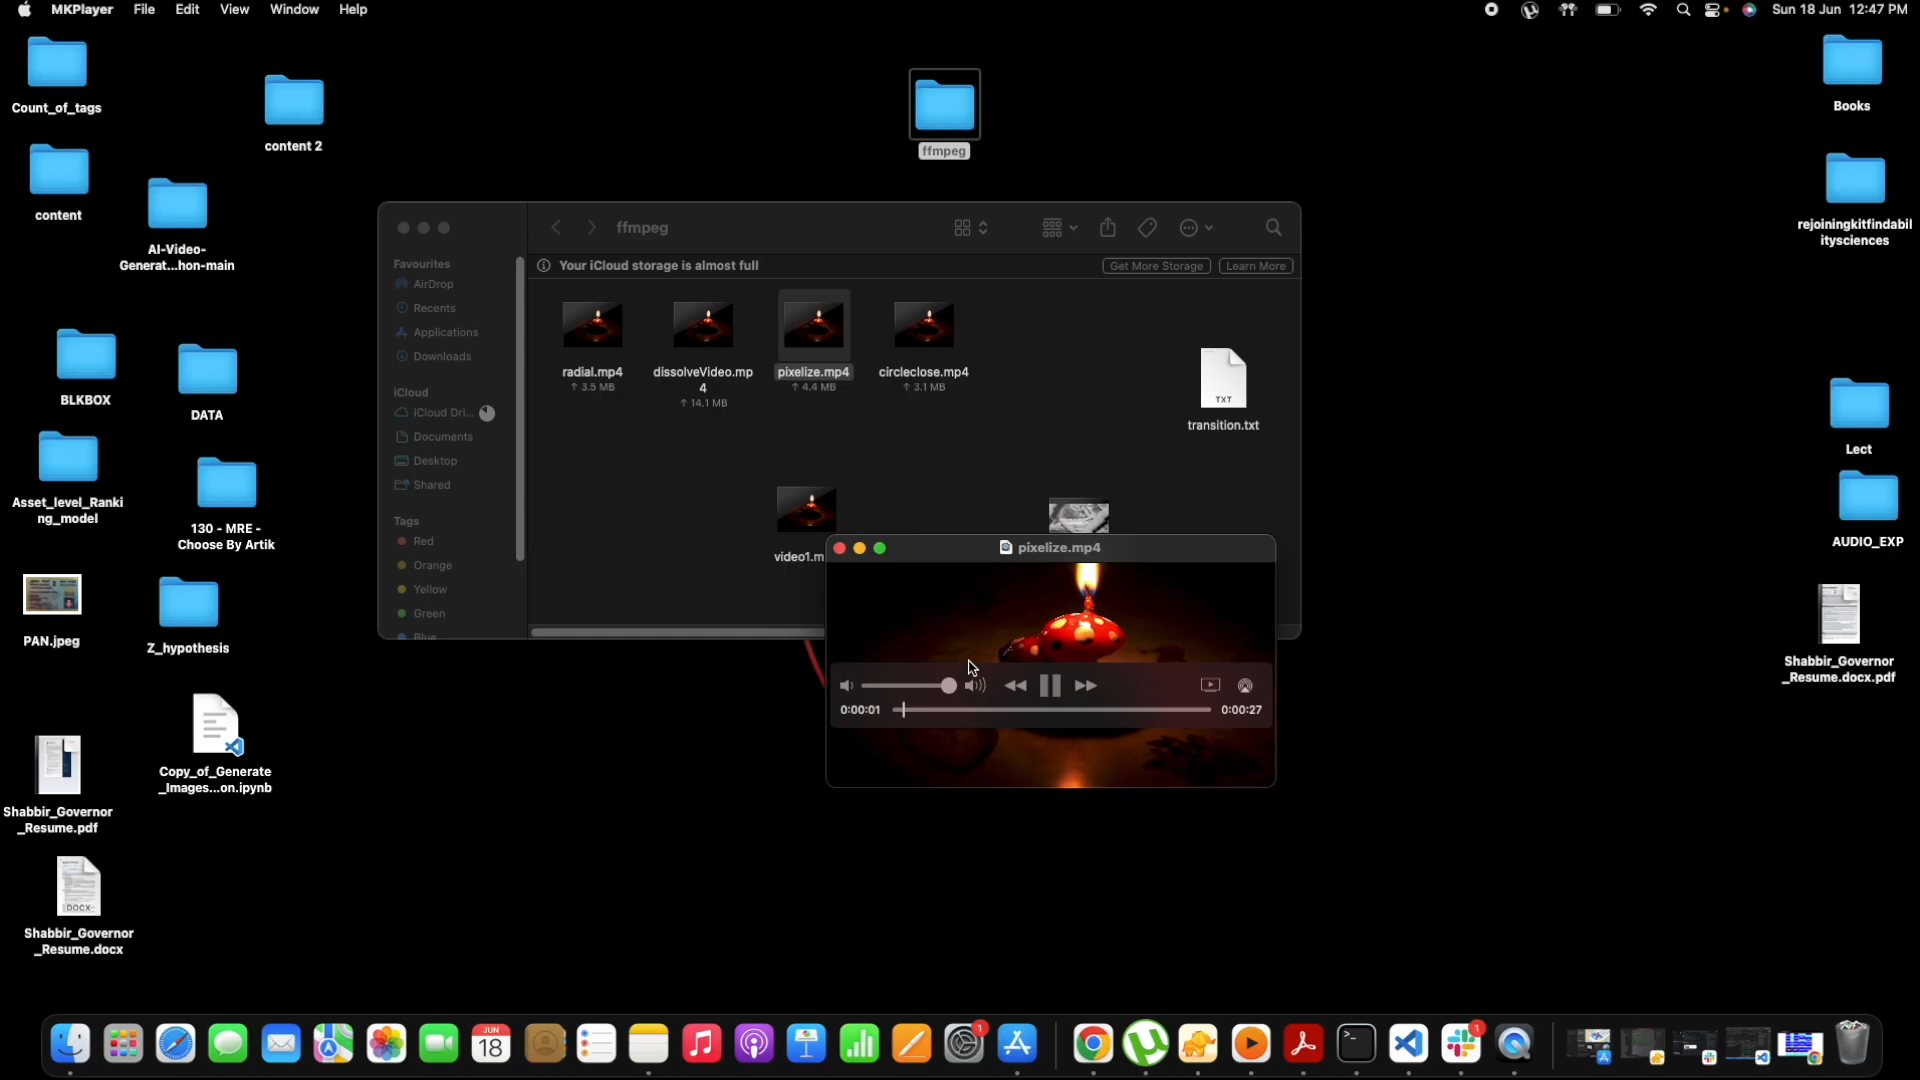 MKPlayer File Edit View Window Help
Sun 18 Jun 12:47 PM
Count_of_tags
content 2
content
AI-Video-
Generat...hon-main
BLKBOX
DATA
Asset_level_Ranki
ng_model
130 - MRE -
Choose By Artik
PAN.jpeg
Z_hypothesis
Copy_of_Generate
_Images...on.ipynb
Shabbir_Governor
_Resume.pdf
DOCX
Shabbir_Governor
_Resume.docx
ffmpeg
ffmpeg
Your iCloud storage is almost full
Get More Storage
Learn More
Favourites
AirDrop
Recents
Applications
Downloads
iCloud
iCloud Dri...
Documents
Desktop
Shared
Tags
Red
Orange
Yellow
Green
Blue
radial.mp4
↑ 3.5 MB
dissolveVideo.mp
4
↑ 14.1 MB
pixelize.mp4
↑ 4.4 MB
circleclose.mp4
↑ 3.1 MB
TXT
transition.txt
video1.m
pixelize.mp4
0:00:01
0:00:27
Books
rejoiningkitfindabil
itysciences
Lect
AUDIO_EXP
Shabbir_Governor
_Resume.docx.pdf
JUN
18
1
1